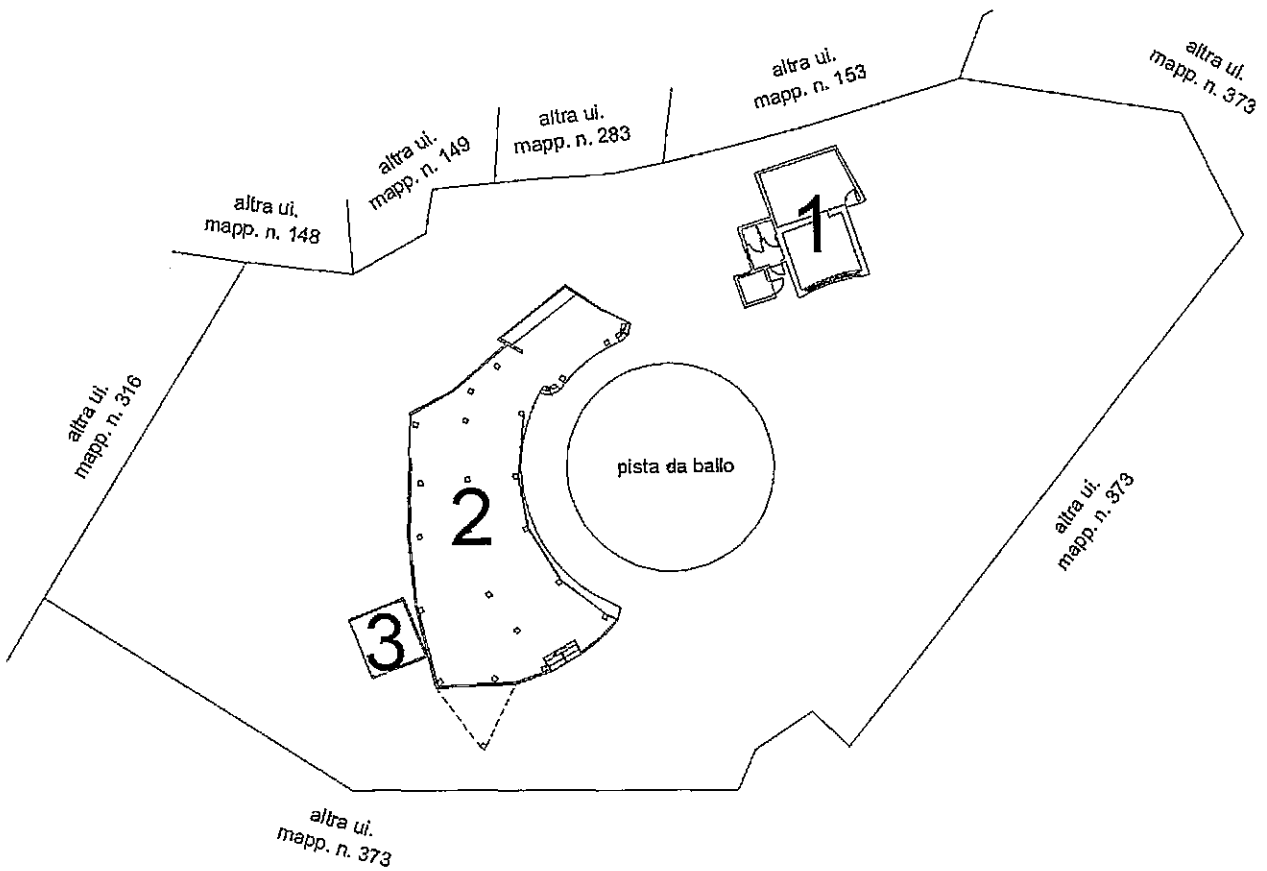 altra ui.
mapp. n. 148
altra ui.
mapp. n. 149
altra ui.
mapp. n. 283
altra ui.
mapp. n. 153
altra ui.
mapp. n. 373
1
altra ui.
mapp. n. 316
pista da ballo
2
altra ui.
mapp. n. 373
3
altra ui.
mapp. n. 373